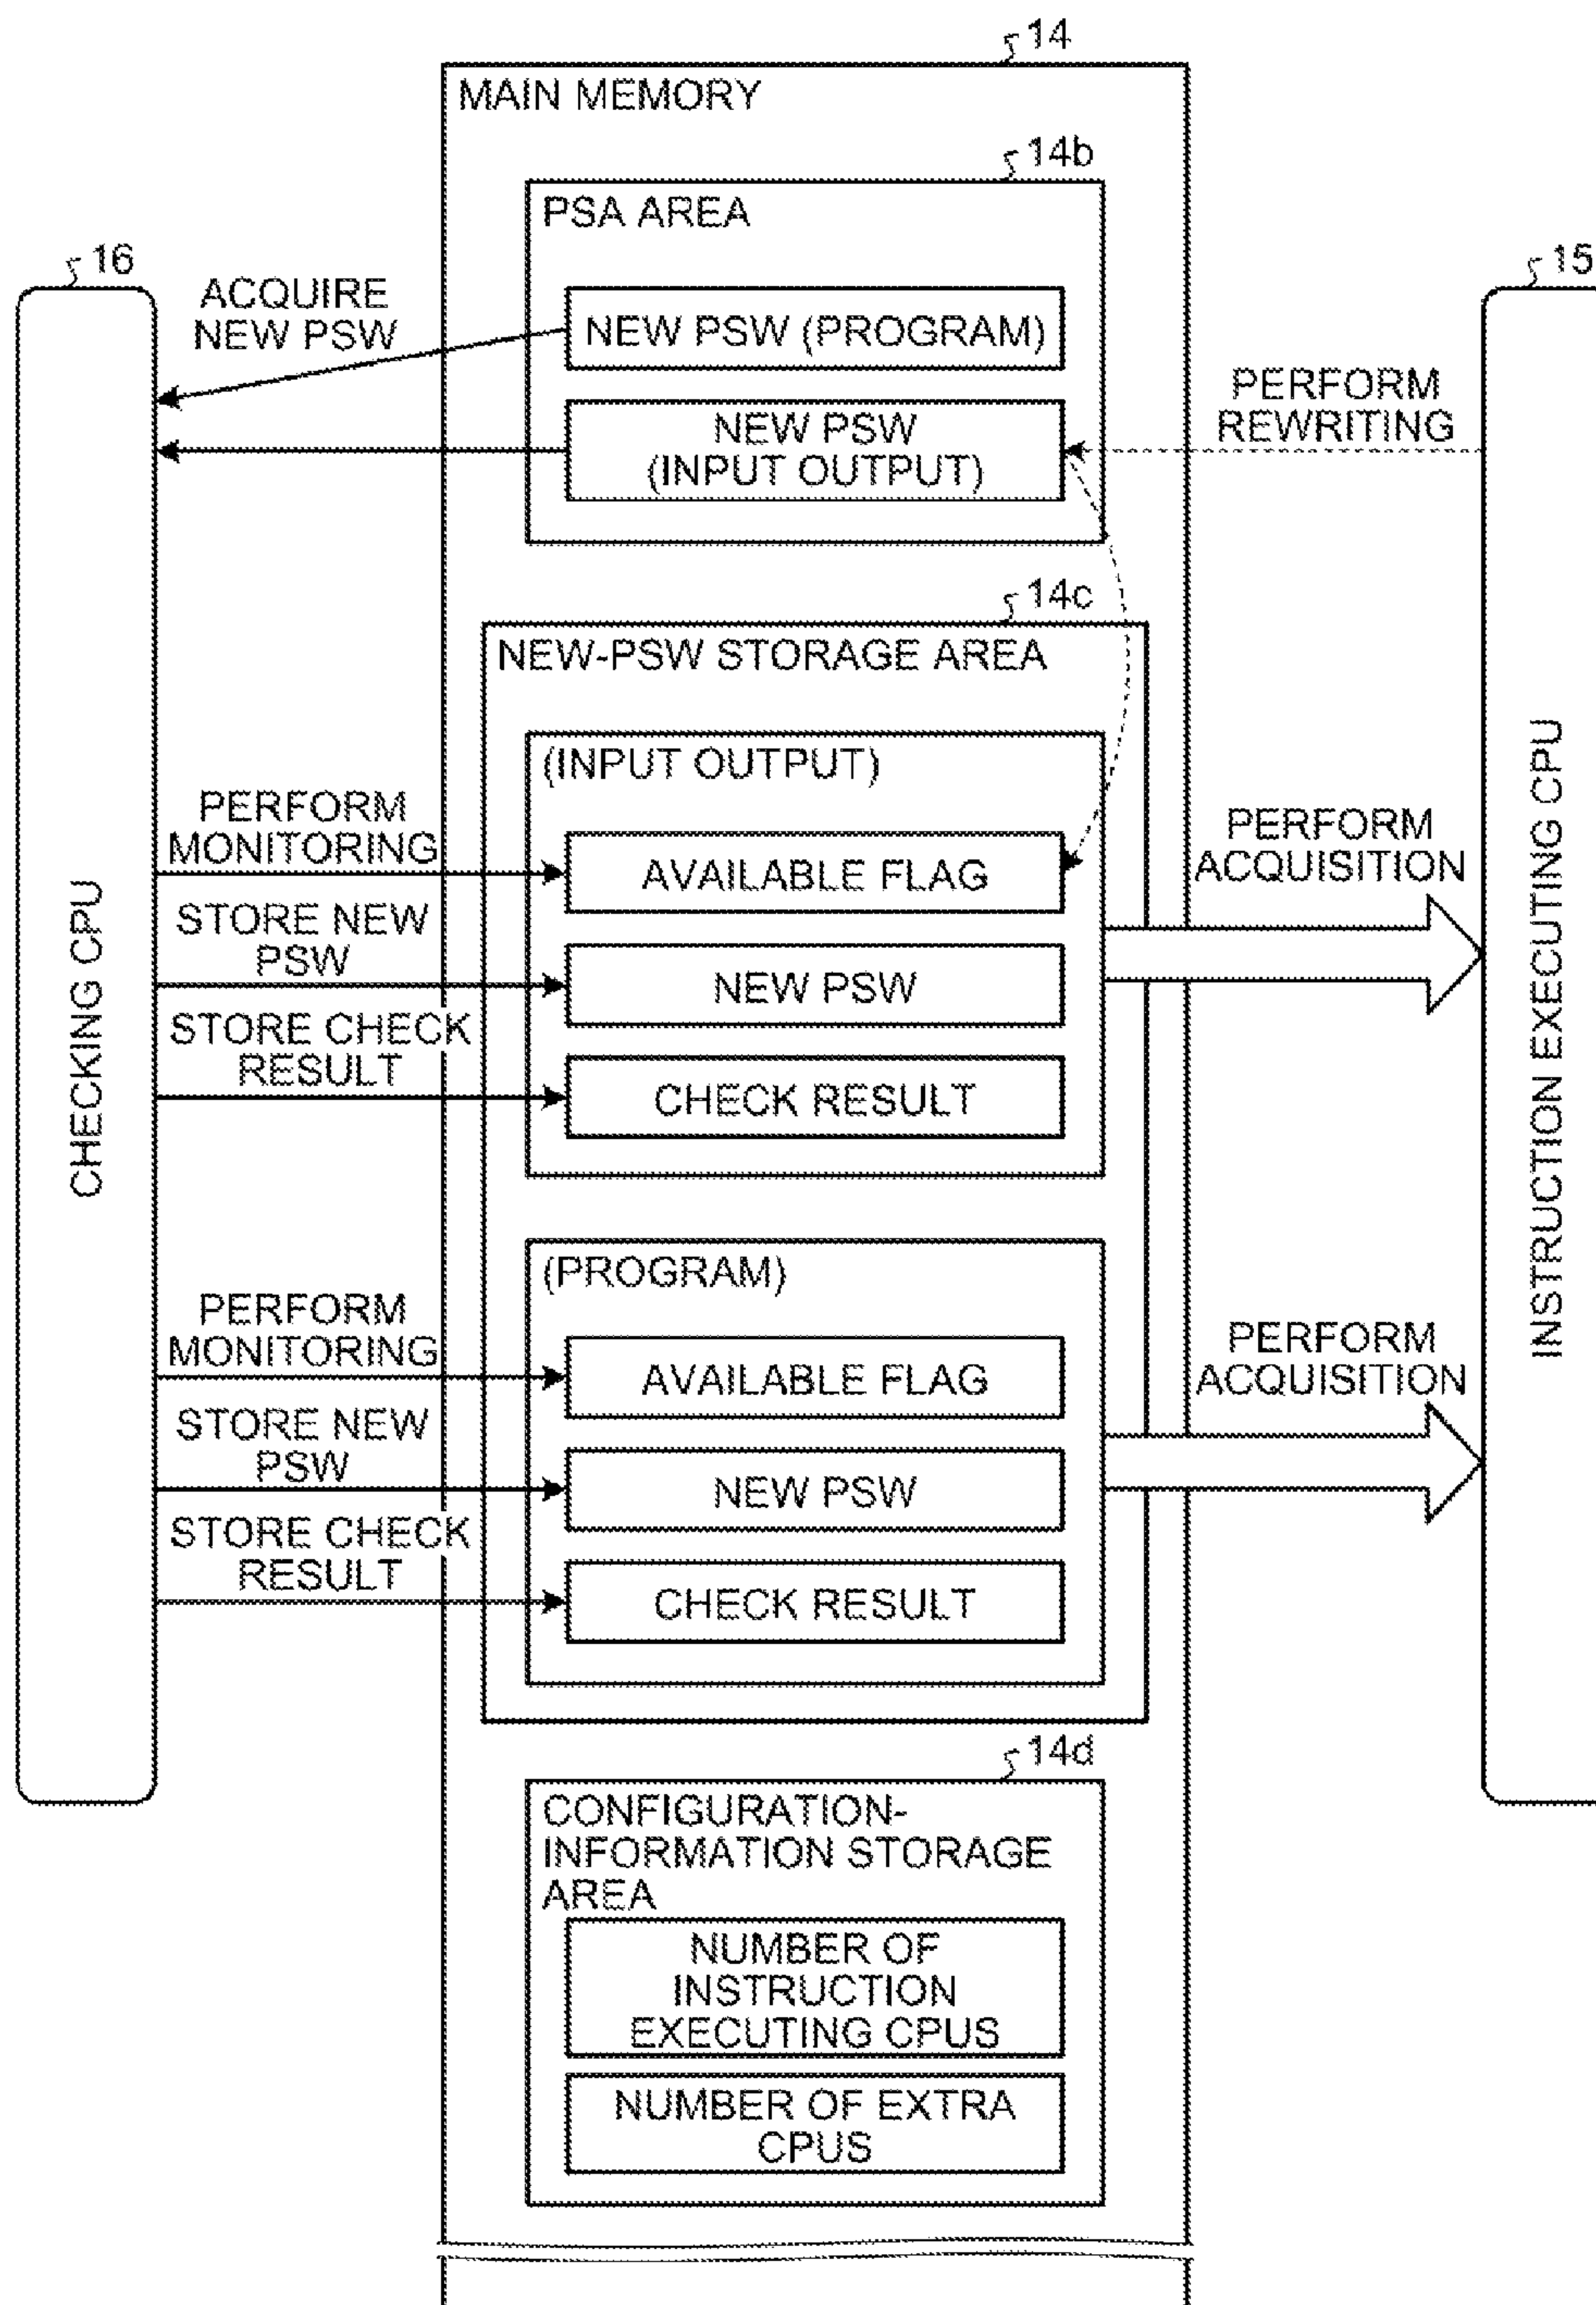 14
MAIN MEMORY
14b
PSA AREA
16
15
ACQUIRE
NEW PSW
NEW PSW (PROGRAM)
PERFORM
REWRITING
NEW PSW
(INPUT OUTPUT)
14c
NEW-PSW STORAGE AREA
(INPUT OUTPUT)
PERFORM
MONITORING
AVAILABLE FLAG
PERFORM
ACQUISITION
STORE NEW
PSW
NEW PSW
STORE CHECK
RESULT
CHECK RESULT
CHECKING CPU
INSTRUCTION EXECUTING CPU
(PROGRAM)
PERFORM
MONITORING
AVAILABLE FLAG
PERFORM
ACQUISITION
STORE NEW
PSW
NEW PSW
STORE CHECK
RESULT
CHECK RESULT
14d
CONFIGURATION-
INFORMATION STORAGE
AREA
NUMBER OF
INSTRUCTION
EXECUTING CPUS
NUMBER OF EXTRA
CPUS